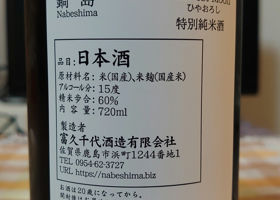 鍋島
Nabeshima
ひやおろし
特別純米酒
品目:日本酒
原材料名:米(国産)、米麹(国産米)
アルコール分:15度
精米歩合:60%
内容量:720ml
製造者
富久千代酒造有限会社
佐賀県鹿島市浜町1244番地1
TEL 0954-62-3727
URL https://nabeshima.biz
お酒は20歳になってから。